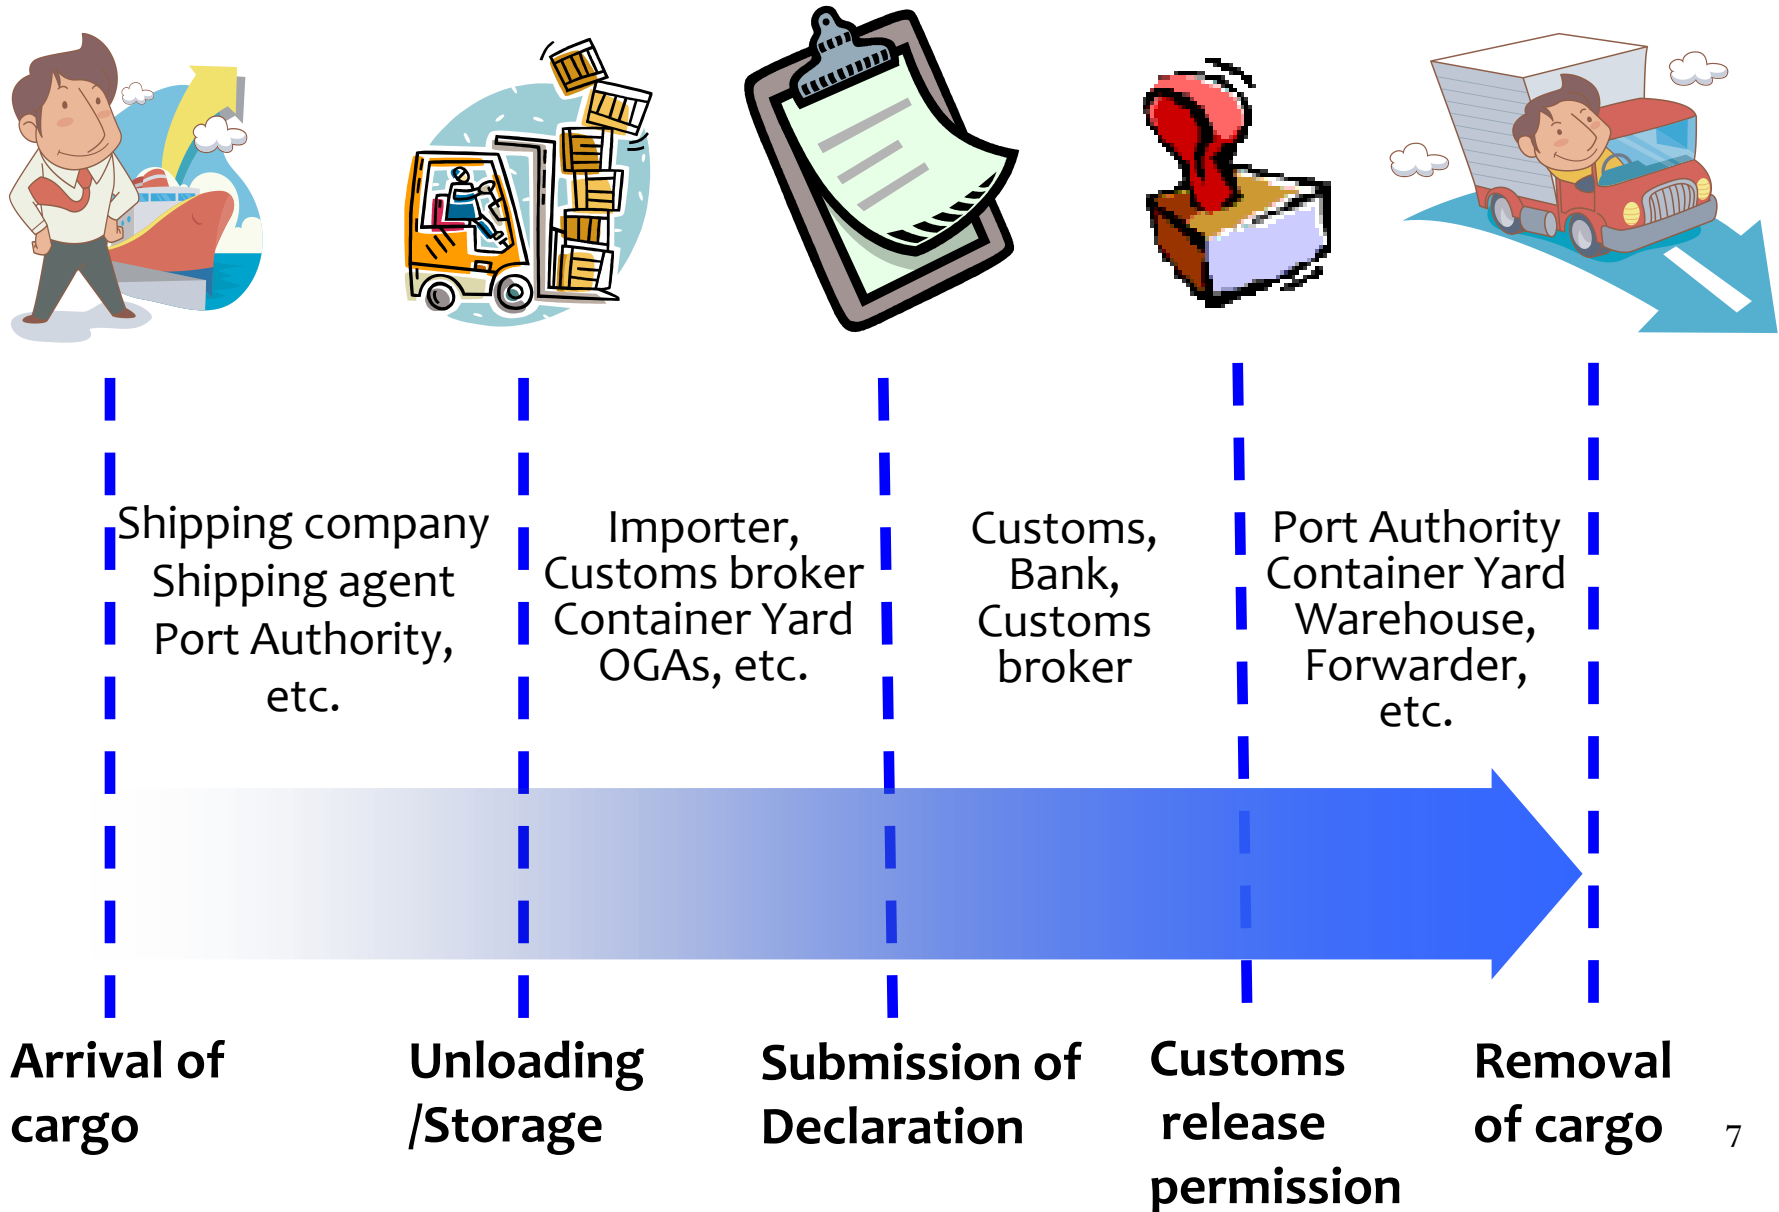 Shipping company
Shipping agent
Port Authority,
etc.
Importer,
Customs broker
Container Yard
OGAs, etc.
Customs,
Bank,
Customs
broker
Port Authority
Container Yard
Warehouse,
Forwarder,
etc.
Arrival of
cargo
Unloading
/Storage
Submission of
Declaration
Customs
release
permission
Removal
of cargo
7